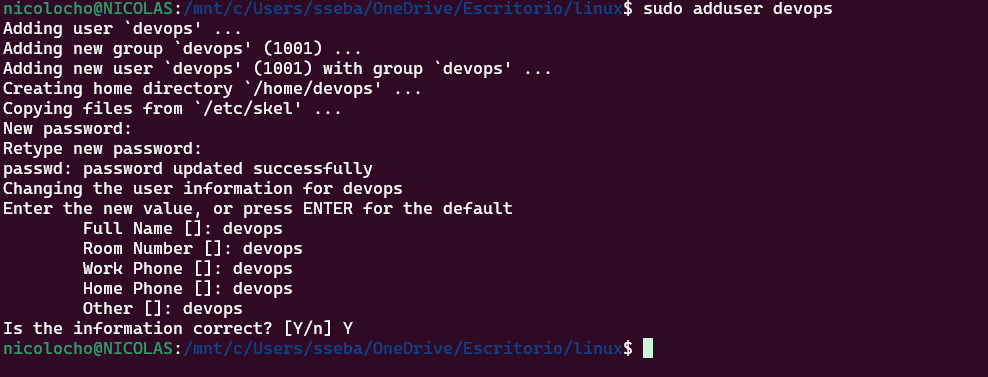 nicolocho@NICOLAS:/mnt/c/Users/sseba/OneDrive/Escritorio/linux$ sudo adduser devops
Adding user `devops' ...
Adding new group `devops' (1001) ...
Adding new user `devops' (1001) with group `devops' ...
Creating home directory `/home/devops' ...
Copying files from `/etc/skel' ...
New password:
Retype new password:
passwd: password updated successfully
Changing the user information for devops
Enter the new value, or press ENTER for the default
        Full Name []: devops
        Room Number []: devops
        Work Phone []: devops
        Home Phone []: devops
        Other []: devops
Is the information correct? [Y/n] Y
nicolocho@NICOLAS:/mnt/c/Users/sseba/OneDrive/Escritorio/linux$